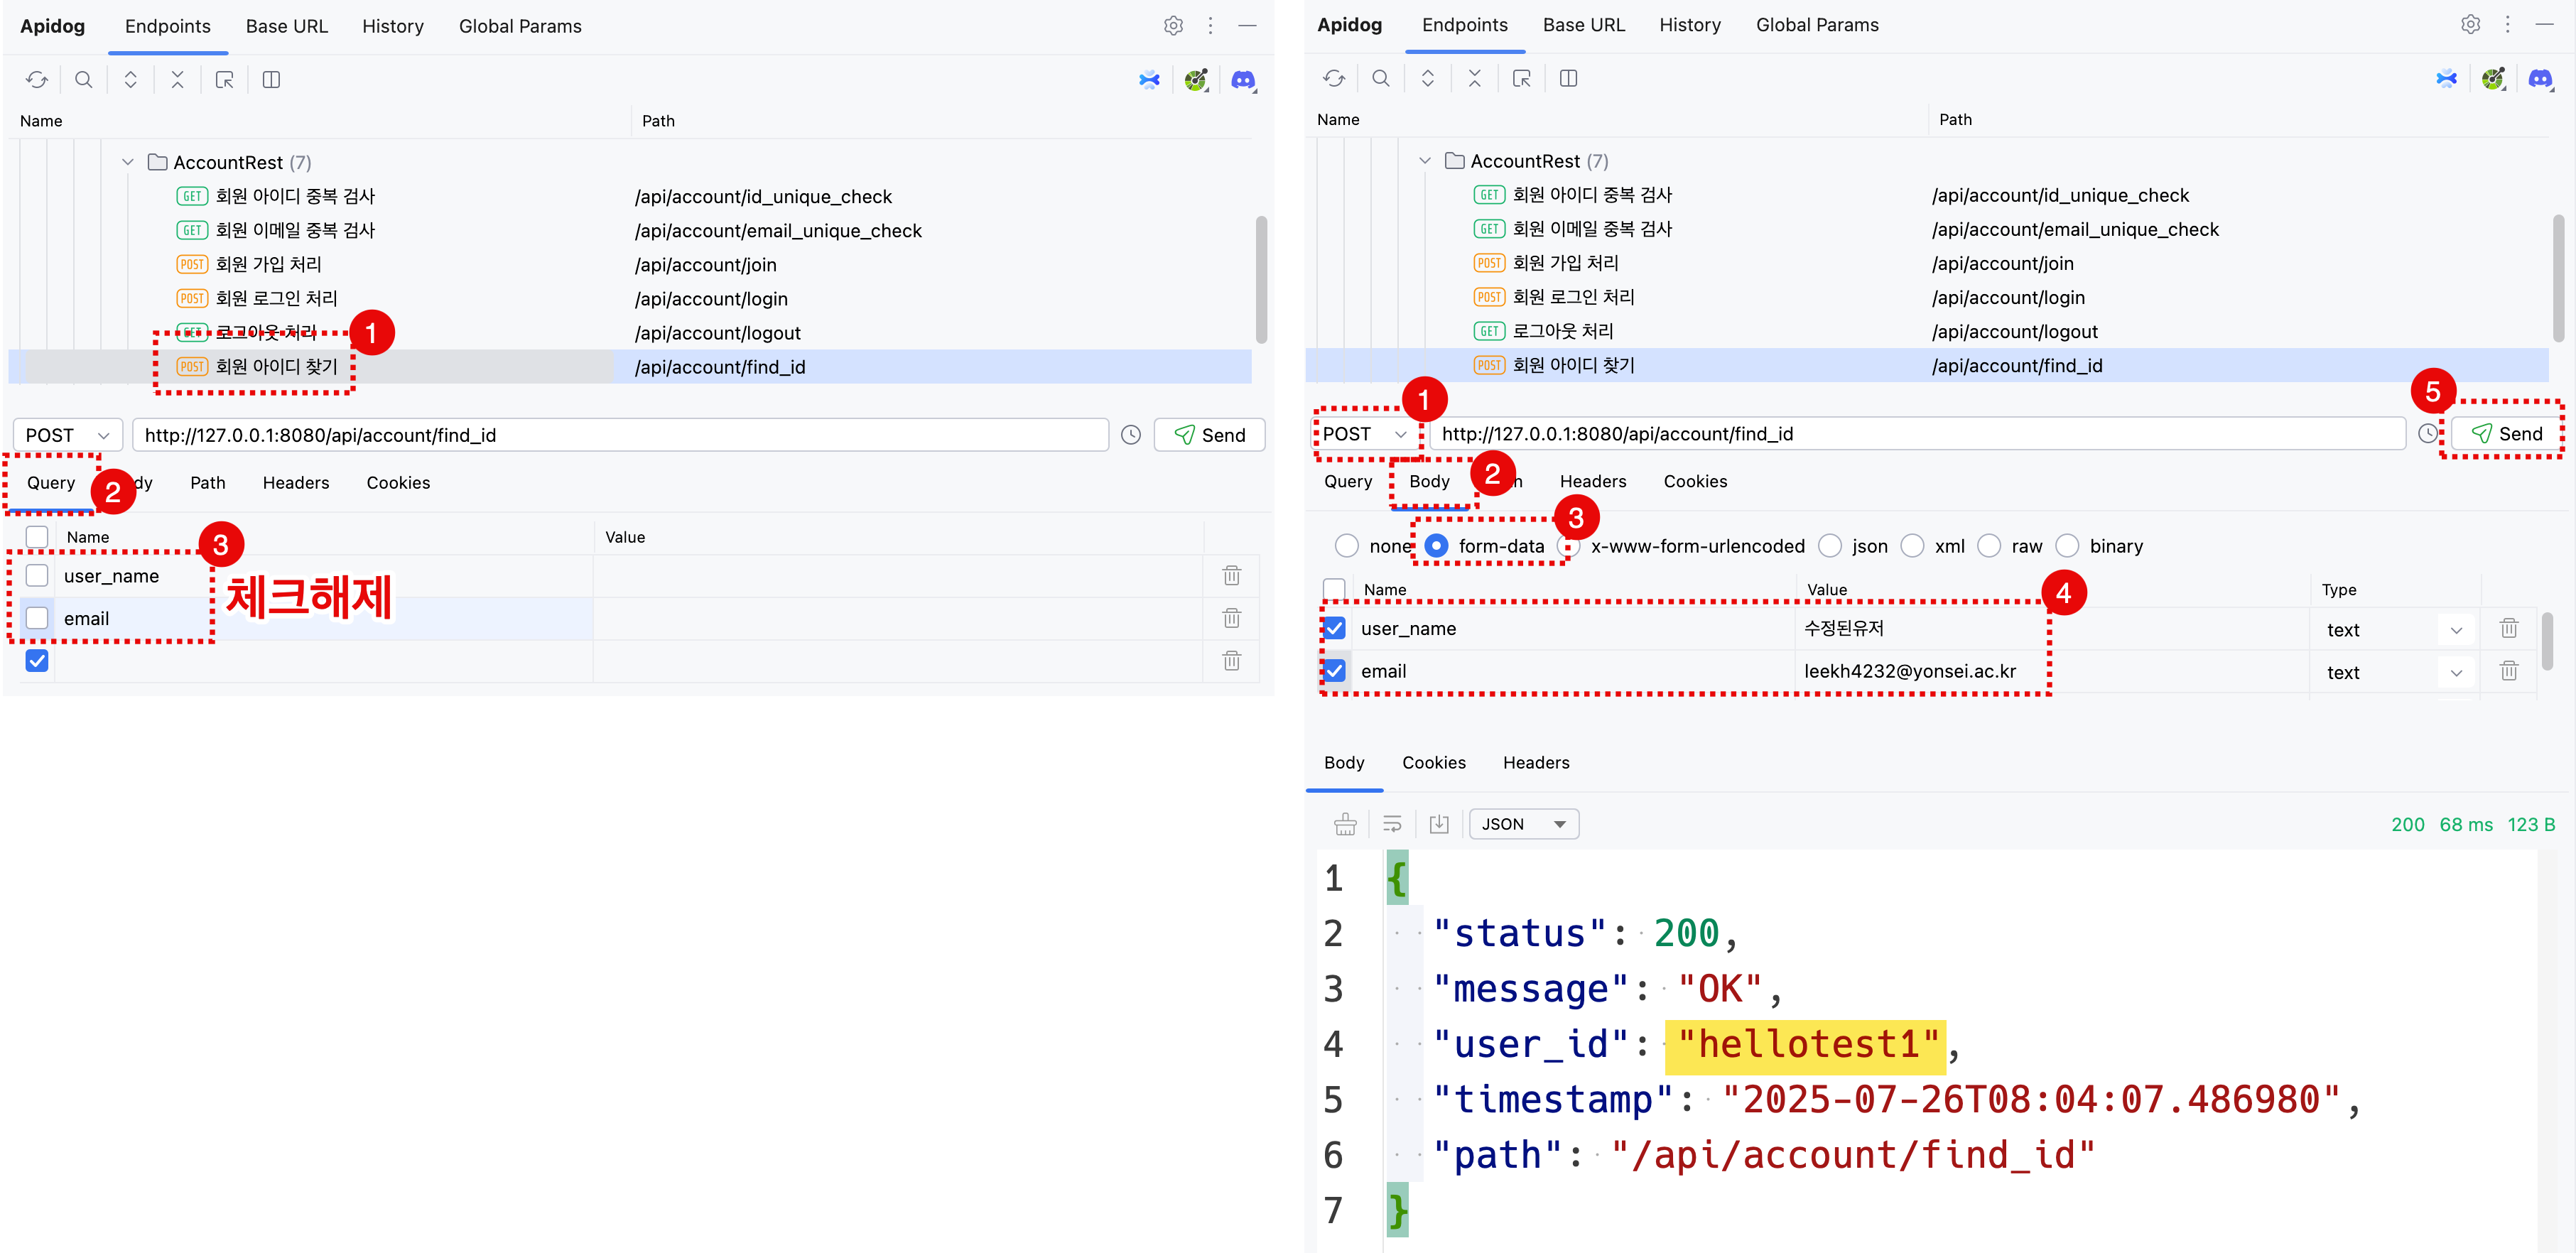 Apidog Endpoints Base URL History Global Params
Name Path
AccountRest (7)
GET 회원 아이디 중복 검사 /api/account/id_unique_check
GET 회원 이메일 중복 검사 /api/account/email_unique_check
POST 회원 가입 처리 /api/account/join
POST 회원 로그인 처리 /api/account/login
GET 로그아웃 처리 /api/account/logout
1
POST 회원 아이디 찾기 /api/account/find_id
POST http://127.0.0.1:8080/api/account/find_id Send
Query 2 dy Path Headers Cookies
Name Value
3
user_name
체크해제
email
Apidog Endpoints Base URL History Global Params
Name Path
AccountRest (7)
GET 회원 아이디 중복 검사 /api/account/id_unique_check
GET 회원 이메일 중복 검사 /api/account/email_unique_check
POST 회원 가입 처리 /api/account/join
POST 회원 로그인 처리 /api/account/login
GET 로그아웃 처리 /api/account/logout
POST 회원 아이디 찾기 /api/account/find_id
1 5
POST http://127.0.0.1:8080/api/account/find_id Send
Query Body 2 h Headers Cookies
3
none form-data x-www-form-urlencoded json xml raw binary
Name Value 4 Type
user_name 수정된유저 text
email leekh4232@yonsei.ac.kr text
Body Cookies Headers
JSON 200 68 ms 123 B
1 {
2 "status": 200,
3 "message": "OK",
4 "user_id": "hellotest1",
5 "timestamp": "2025-07-26T08:04:07.486980",
6 "path": "/api/account/find_id"
7 }